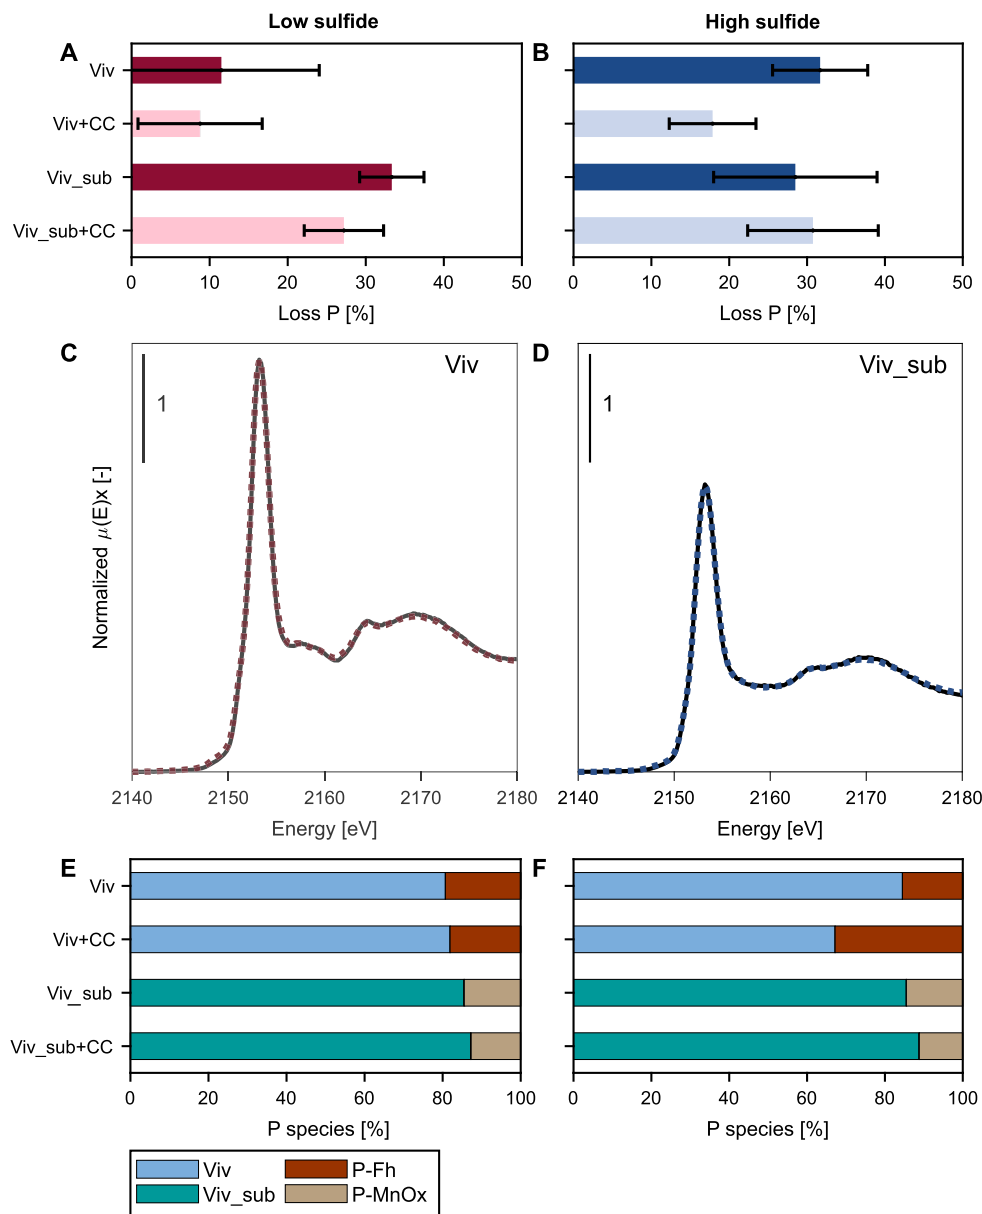 Low sulfide
High sulfide
A
B
Viv
Viv+CC
Viv_sub
Viv_sub+CC
0 10 20 30 40 50
0 10 20 30 40 50
Loss P [%]
Loss P [%]
C
Viv
D
Viv_sub
1
1
Normalized μ(E)x [-]
2140 2150 2160 2170 2180
2140 2150 2160 2170 2180
Energy [eV]
Energy [eV]
E
F
Viv
Viv+CC
Viv_sub
Viv_sub+CC
0 20 40 60 80 100
0 20 40 60 80 100
P species [%]
P species [%]
Viv P-Fh
Viv_sub P-MnOx